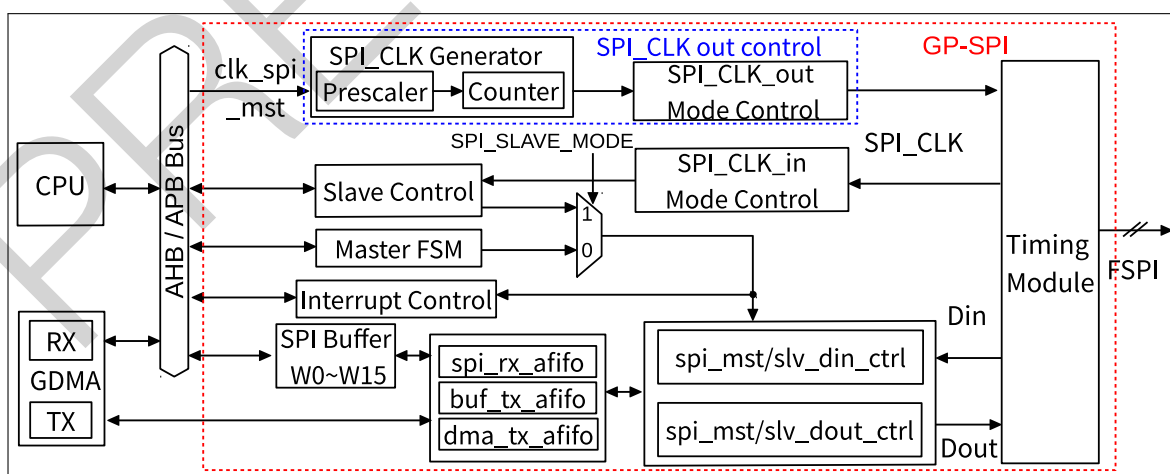 SPI_CLK out control
GP-SPI
clk_spi
_mst
SPI_CLK Generator
Prescaler
Counter
SPI_CLK_out
Mode Control
SPI_SLAVE_MODE
SPI_CLK
CPU
AHB / APB Bus
Slave Control
SPI_CLK_in
Mode Control
1
0
Master FSM
Timing
Module
FSPI
Interrupt Control
RX
GDMA
TX
SPI Buffer
W0~W15
spi_rx_afifo
buf_tx_afifo
dma_tx_afifo
spi_mst/slv_din_ctrl
spi_mst/slv_dout_ctrl
Din
Dout